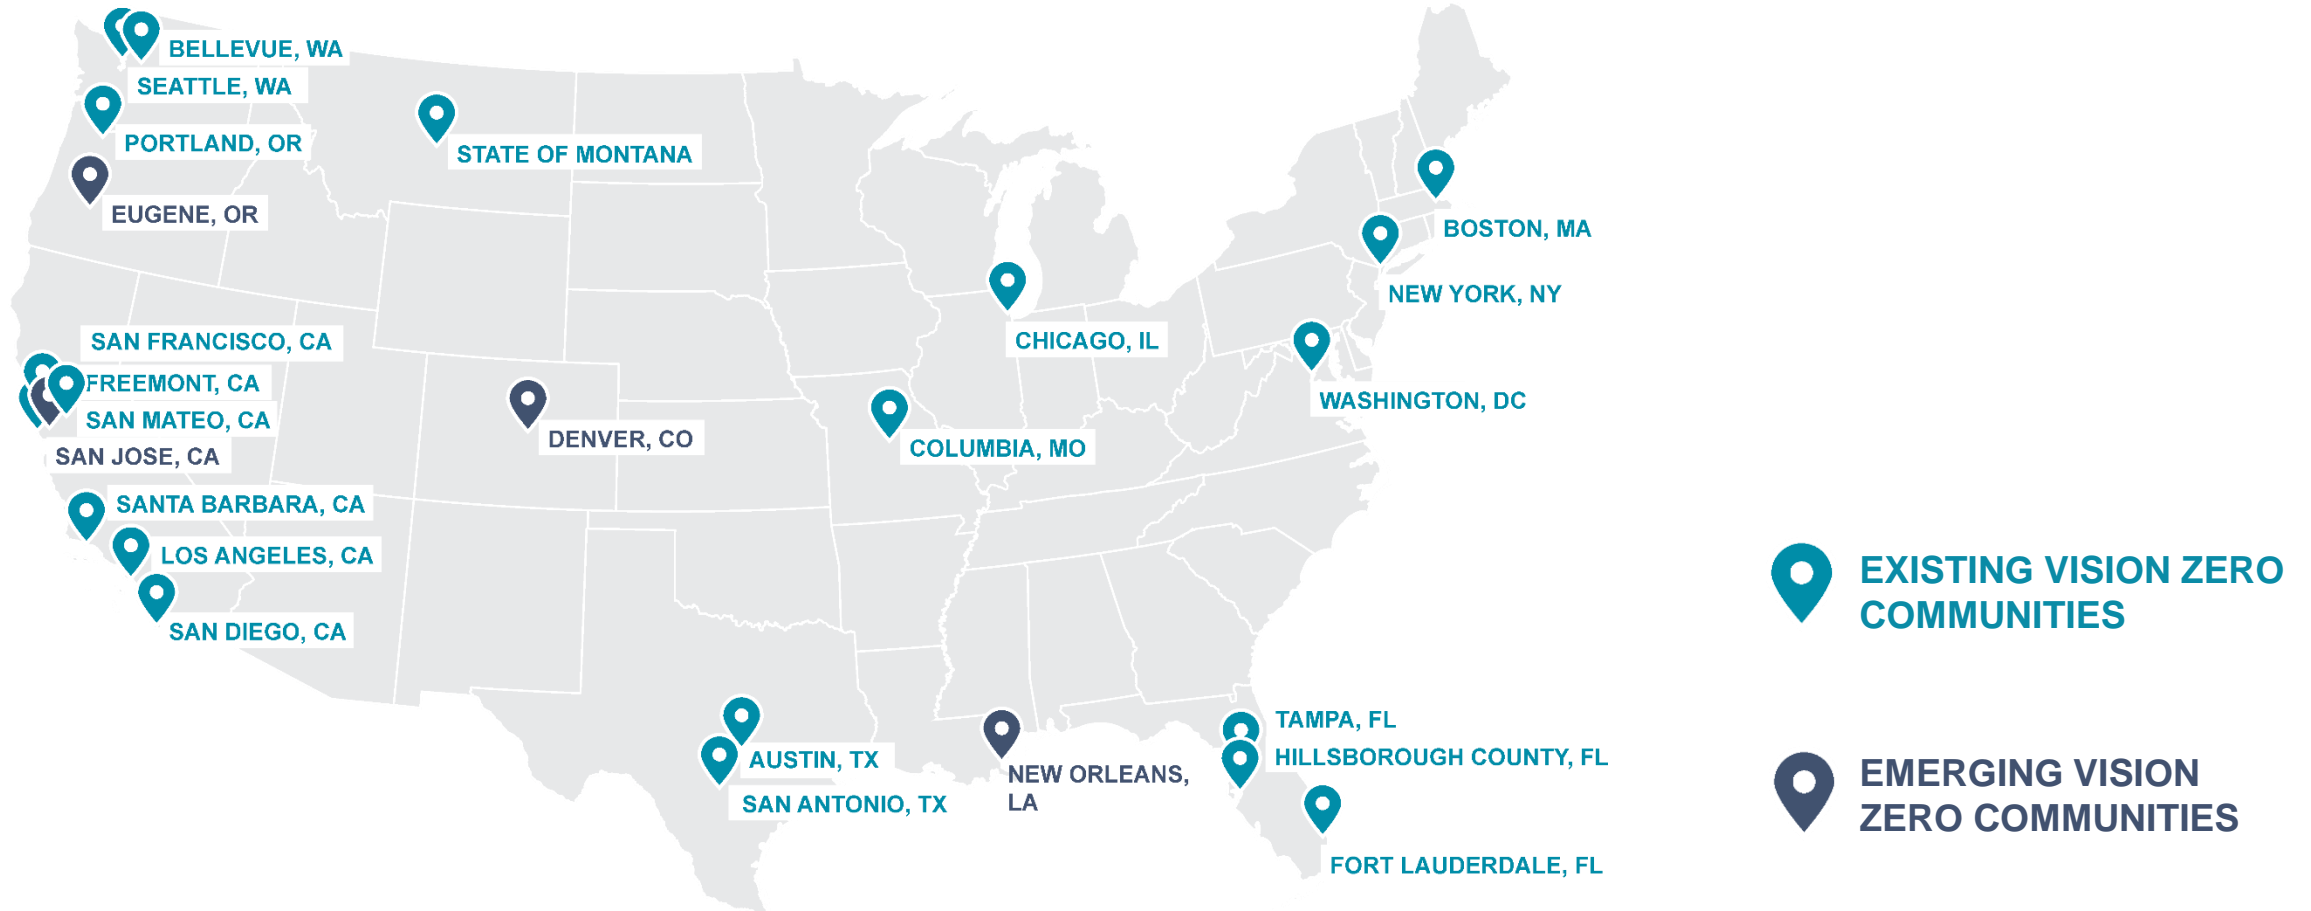 BELLEVUE, WA
SEATTLE, WA
PORTLAND, OR
STATE OF MONTANA
EUGENE, OR
BOSTON, MA
NEW YORK, NY
SAN FRANCISCO, CA
CHICAGO, IL
FREEMONT, CA
WASHINGTON, DC
SAN MATEO, CA
DENVER, CO
COLUMBIA, MO
SAN JOSE, CA
SANTA BARBARA, CA
LOS ANGELES, CA
SAN DIEGO, CA
EXISTING VISION ZERO
COMMUNITIES
TAMPA, FL
HILLSBOROUGH COUNTY, FL
AUSTIN, TX
NEW ORLEANS,
LA
SAN ANTONIO, TX
FORT LAUDERDALE, FL
EMERGING VISION
ZERO COMMUNITIES